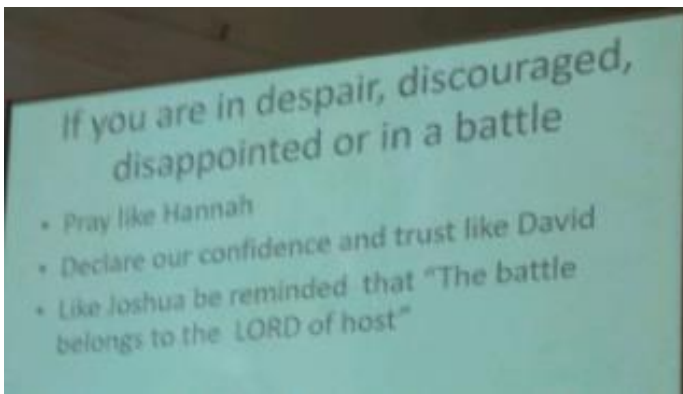 If you are in despair, discouraged,
disappointed or in a battle
• Pray like Hannah
• Declare our confidence and trust like David
• Like Joshua be reminded that "The battle
belongs to the LORD of host"